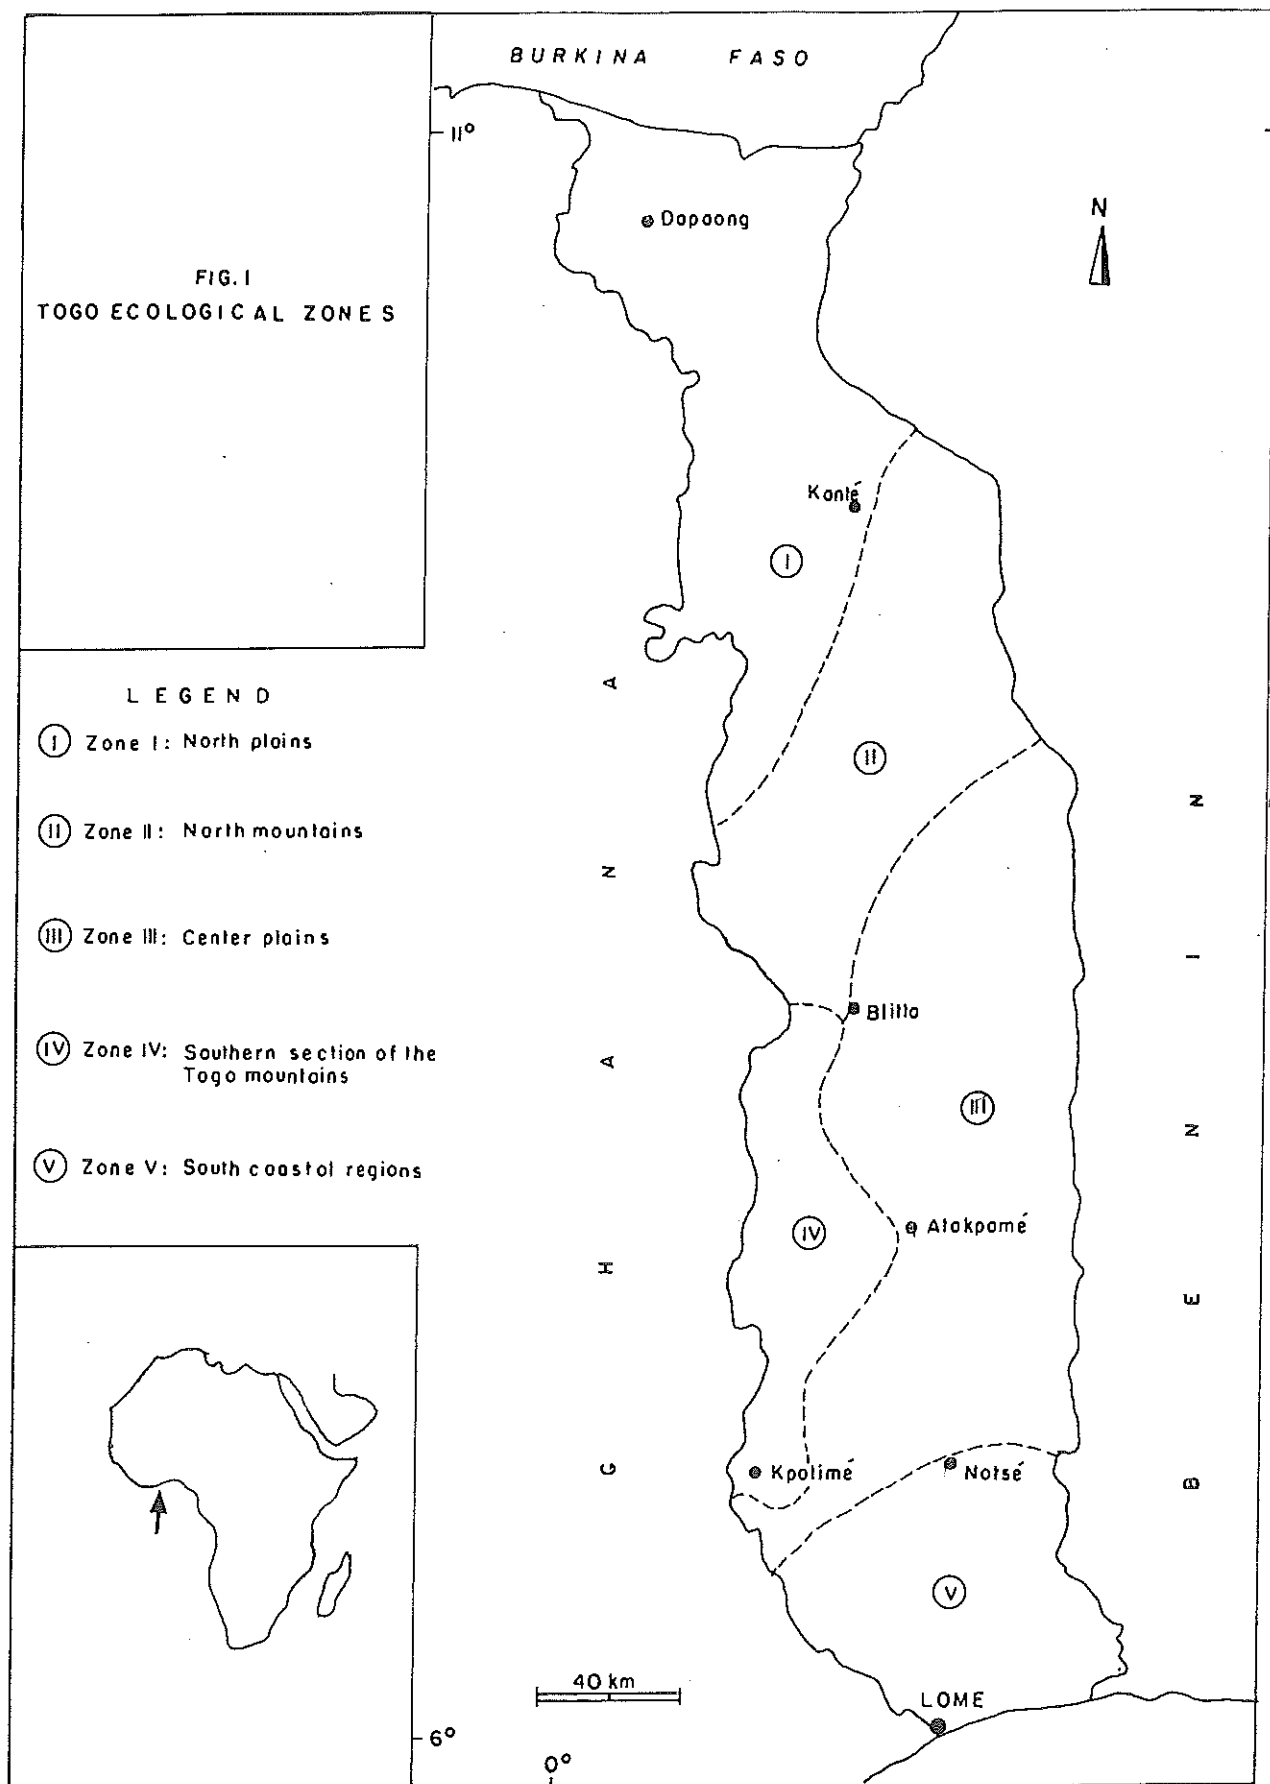 BURKINA FASO
11°
Dapaong
N
FIG. 1
TOGO ECOLOGICAL ZONES
Kanté
I
LEGEND
I Zone I: North plains
II Zone II: North mountains
III Zone III: Center plains
IV Zone IV: Southern section of the
Togo mountains
V Zone V: South coastal regions
II
GHANA
BENIN
Blitta
III
IV
Atakpamé
Kpalimé
Notsé
V
40 km
LOME
6°
0°